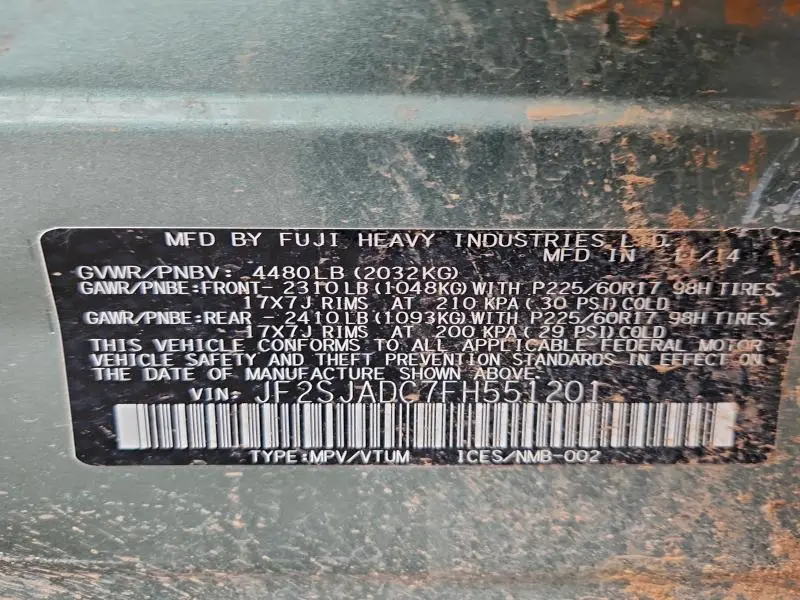 MFD BY FUJI HEAVY INDUSTRIES LTD.
GVWR/PNBV: 4480LB(2032KG) MFD IN 11/14
GAWR/PNBE:FRONT- 2310LB(1048KG)WITH P225/60R17 98H TIRES,
17X7J RIMS AT 210 KPA(30 PSI)COLD
GAWR/PNBE:REAR - 2410LB(1093KG)WITH P225/60R17 98H TIRES,
17X7J RIMS AT 200 KPA(29 PSI)COLD
THIS VEHICLE CONFORMS TO ALL APPLICABLE FEDERAL MOTOR
VEHICLE SAFETY AND THEFT PREVENTION STANDARDS IN EFFECT ON
THE DATE OF MANUFACTURE SHOWN ABOVE.
VIN: JF2SJADC7FH551201
TYPE:MPV/VTUM ICES/NMB-002